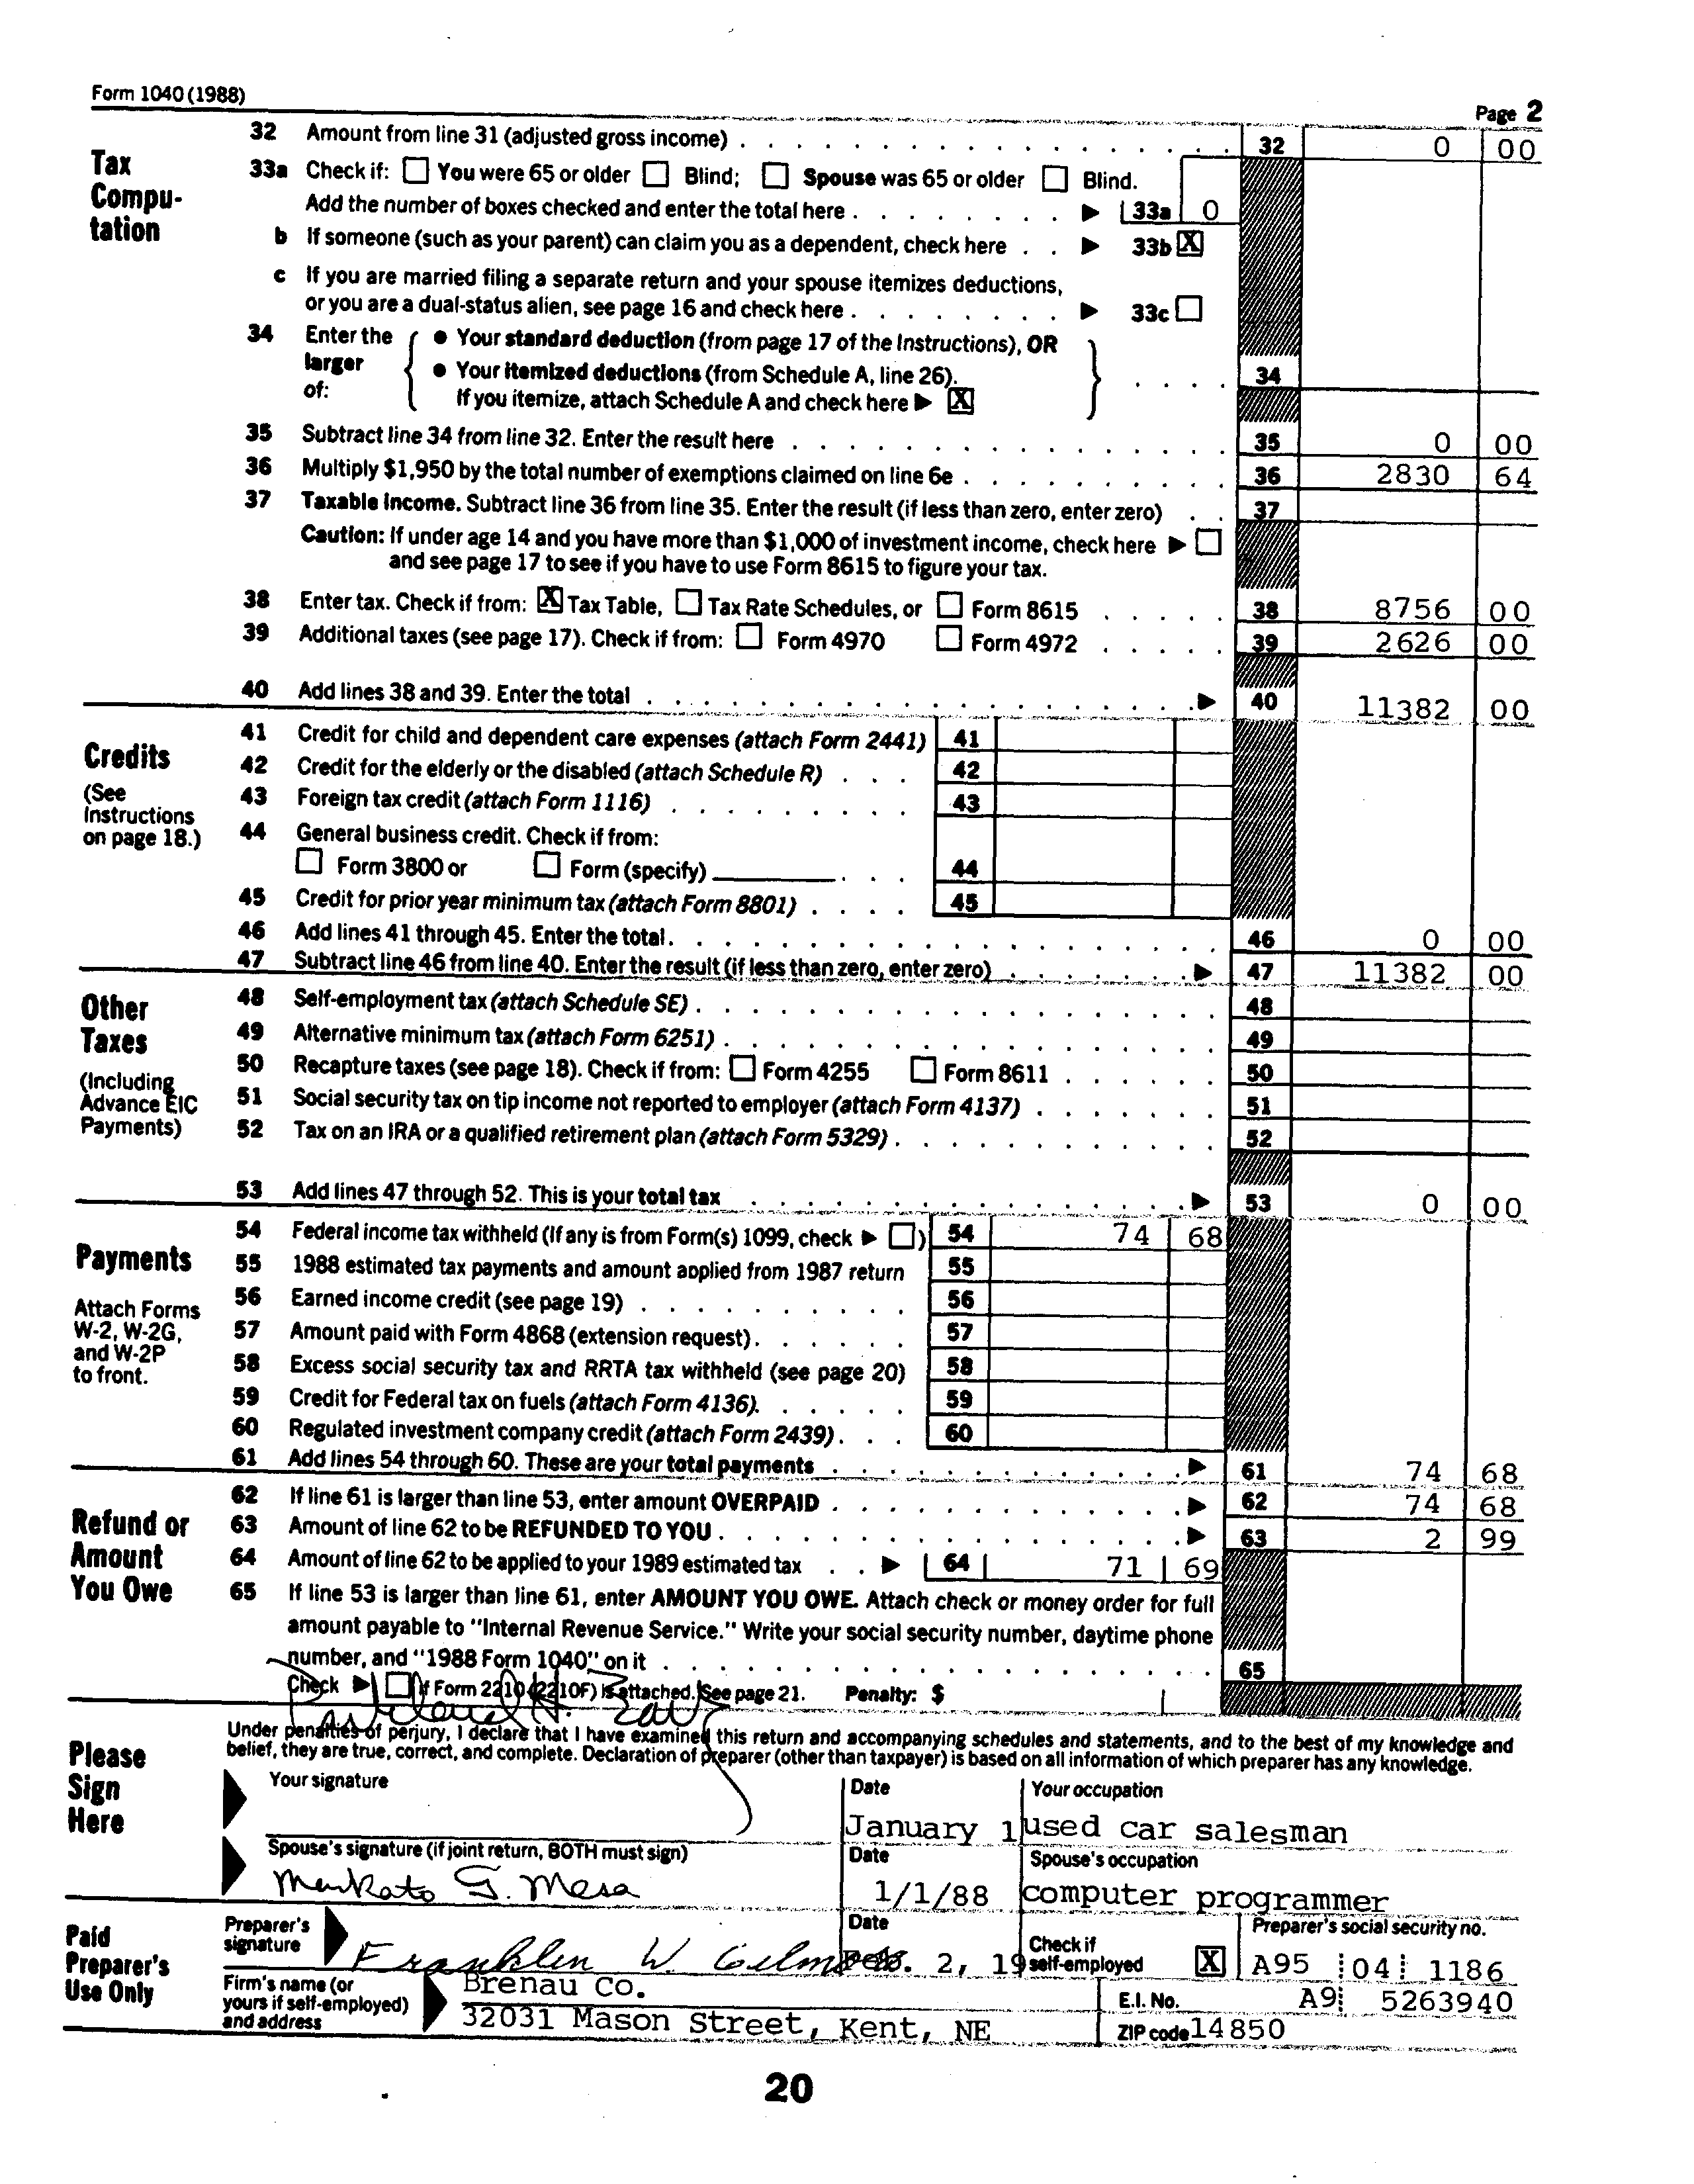 Form 1040 (1988)
Page 2
Tax Compu-tation
32 Amount from line 31 (adjusted gross income) 32 0 00
33a Check if: You were 65 or older Blind; Spouse was 65 or older Blind.
Add the number of boxes checked and enter the total here 33a 0
b If someone (such as your parent) can claim you as a dependent, check here 33b X
c If you are married filing a separate return and your spouse itemizes deductions,
or you are a dual-status alien, see page 16 and check here 33c
34 Enter the larger of:
• Your standard deduction (from page 17 of the Instructions), OR
• Your itemized deductions (from Schedule A, line 26).
If you itemize, attach Schedule A and check here X
34
35 Subtract line 34 from line 32. Enter the result here 35 0 00
36 Multiply $1,950 by the total number of exemptions claimed on line 6e 36 2830 64
37 Taxable income. Subtract line 36 from line 35. Enter the result (if less than zero, enter zero) 37
Caution: If under age 14 and you have more than $1,000 of investment income, check here
and see page 17 to see if you have to use Form 8615 to figure your tax.
38 Enter tax. Check if from: X Tax Table, Tax Rate Schedules, or Form 8615 38 8756 00
39 Additional taxes (see page 17). Check if from: Form 4970 Form 4972 39 2626 00
40 Add lines 38 and 39. Enter the total 40 11382 00
Credits
(See Instructions on page 18.)
41 Credit for child and dependent care expenses (attach Form 2441) 41
42 Credit for the elderly or the disabled (attach Schedule R) 42
43 Foreign tax credit (attach Form 1116) 43
44 General business credit. Check if from:
Form 3800 or Form (specify) 44
45 Credit for prior year minimum tax (attach Form 8801) 45
46 Add lines 41 through 45. Enter the total 46 0 00
47 Subtract line 46 from line 40. Enter the result (if less than zero, enter zero) 47 11382 00
Other Taxes
(Including Advance EIC Payments)
48 Self-employment tax (attach Schedule SE) 48
49 Alternative minimum tax (attach Form 6251) 49
50 Recapture taxes (see page 18). Check if from: Form 4255 Form 8611 50
51 Social security tax on tip income not reported to employer (attach Form 4137) 51
52 Tax on an IRA or a qualified retirement plan (attach Form 5329) 52
53 Add lines 47 through 52. This is your total tax 53 0 00
Payments
Attach Forms W-2, W-2G, and W-2P to front.
54 Federal income tax withheld (If any is from Form(s) 1099, check ) 54 74 68
55 1988 estimated tax payments and amount applied from 1987 return 55
56 Earned income credit (see page 19) 56
57 Amount paid with Form 4868 (extension request) 57
58 Excess social security tax and RRTA tax withheld (see page 20) 58
59 Credit for Federal tax on fuels (attach Form 4136) 59
60 Regulated investment company credit (attach Form 2439) 60
61 Add lines 54 through 60. These are your total payments 61 74 68
Refund or Amount You Owe
62 If line 61 is larger than line 53, enter amount OVERPAID 62 74 68
63 Amount of line 62 to be REFUNDED TO YOU 63 2 99
64 Amount of line 62 to be applied to your 1989 estimated tax 64 71 69
65 If line 53 is larger than line 61, enter AMOUNT YOU OWE. Attach check or money order for full
amount payable to "Internal Revenue Service." Write your social security number, daytime phone
number, and "1988 Form 1040" on it 65
Check if Form 2210 (2210F) is attached. See page 21. Penalty: $
Please Sign Here
Under penalties of perjury, I declare that I have examined this return and accompanying schedules and statements, and to the best of my knowledge and
belief, they are true, correct, and complete. Declaration of preparer (other than taxpayer) is based on all information of which preparer has any knowledge.
Your signature
Date
January 1
Your occupation
used car salesman
Spouse's signature (if joint return, BOTH must sign)
Mankato G. Mesa
Date
1/1/88
Spouse's occupation
computer programmer
Paid Preparer's Use Only
Preparer's signature
Franklin W.
Date
2, 19
Check if self-employed X
Preparer's social security no.
A95 04 1186
Firm's name (or yours if self-employed) and address
Brenau Co.
32031 Mason Street, Kent, NE
E.I. No. A9 5263940
ZIP code 14850
20